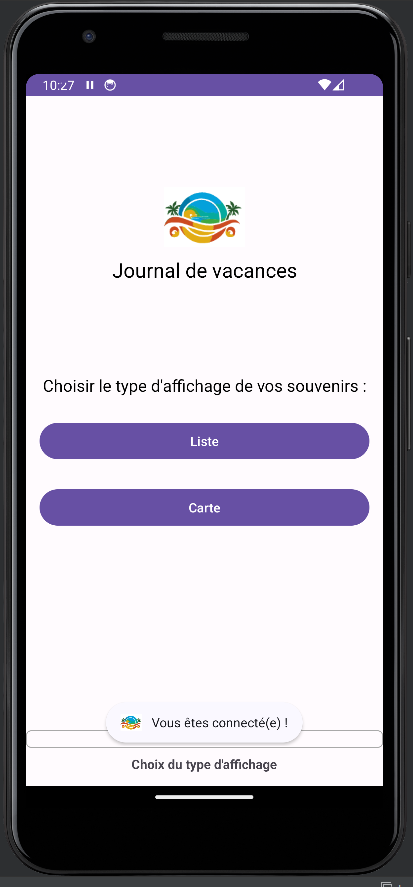 10:27
Journal de vacances
Choisir le type d'affichage de vos souvenirs :
Liste
Carte
Vous êtes connecté(e) !
Choix du type d'affichage